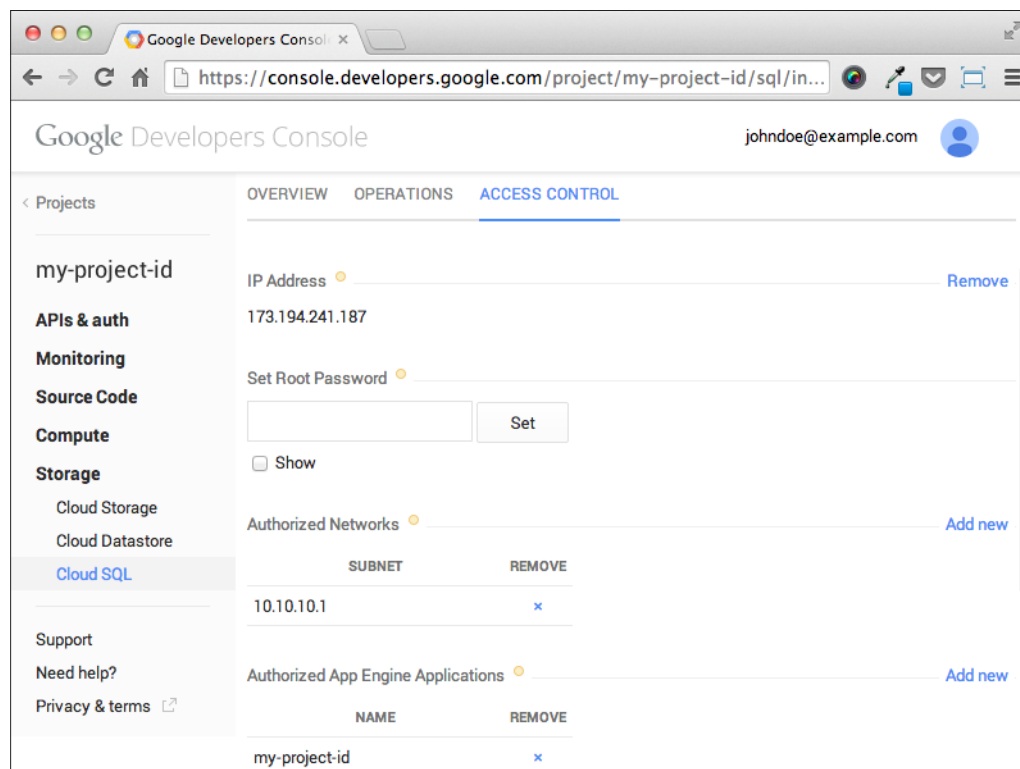 Google Developers Consol
https://console.developers.google.com/project/my-project-id/sql/in...
Google Developers Console
johndoe@example.com
Projects
my-project-id
APIs & auth
Monitoring
Source Code
Compute
Storage
Cloud Storage
Cloud Datastore
Cloud SQL
Support
Need help?
Privacy & terms
OVERVIEW OPERATIONS ACCESS CONTROL
IP Address Remove
173.194.241.187
Set Root Password
Set
Show
Authorized Networks Add new
SUBNET REMOVE
10.10.10.1 ×
Authorized App Engine Applications Add new
NAME REMOVE
my-project-id ×